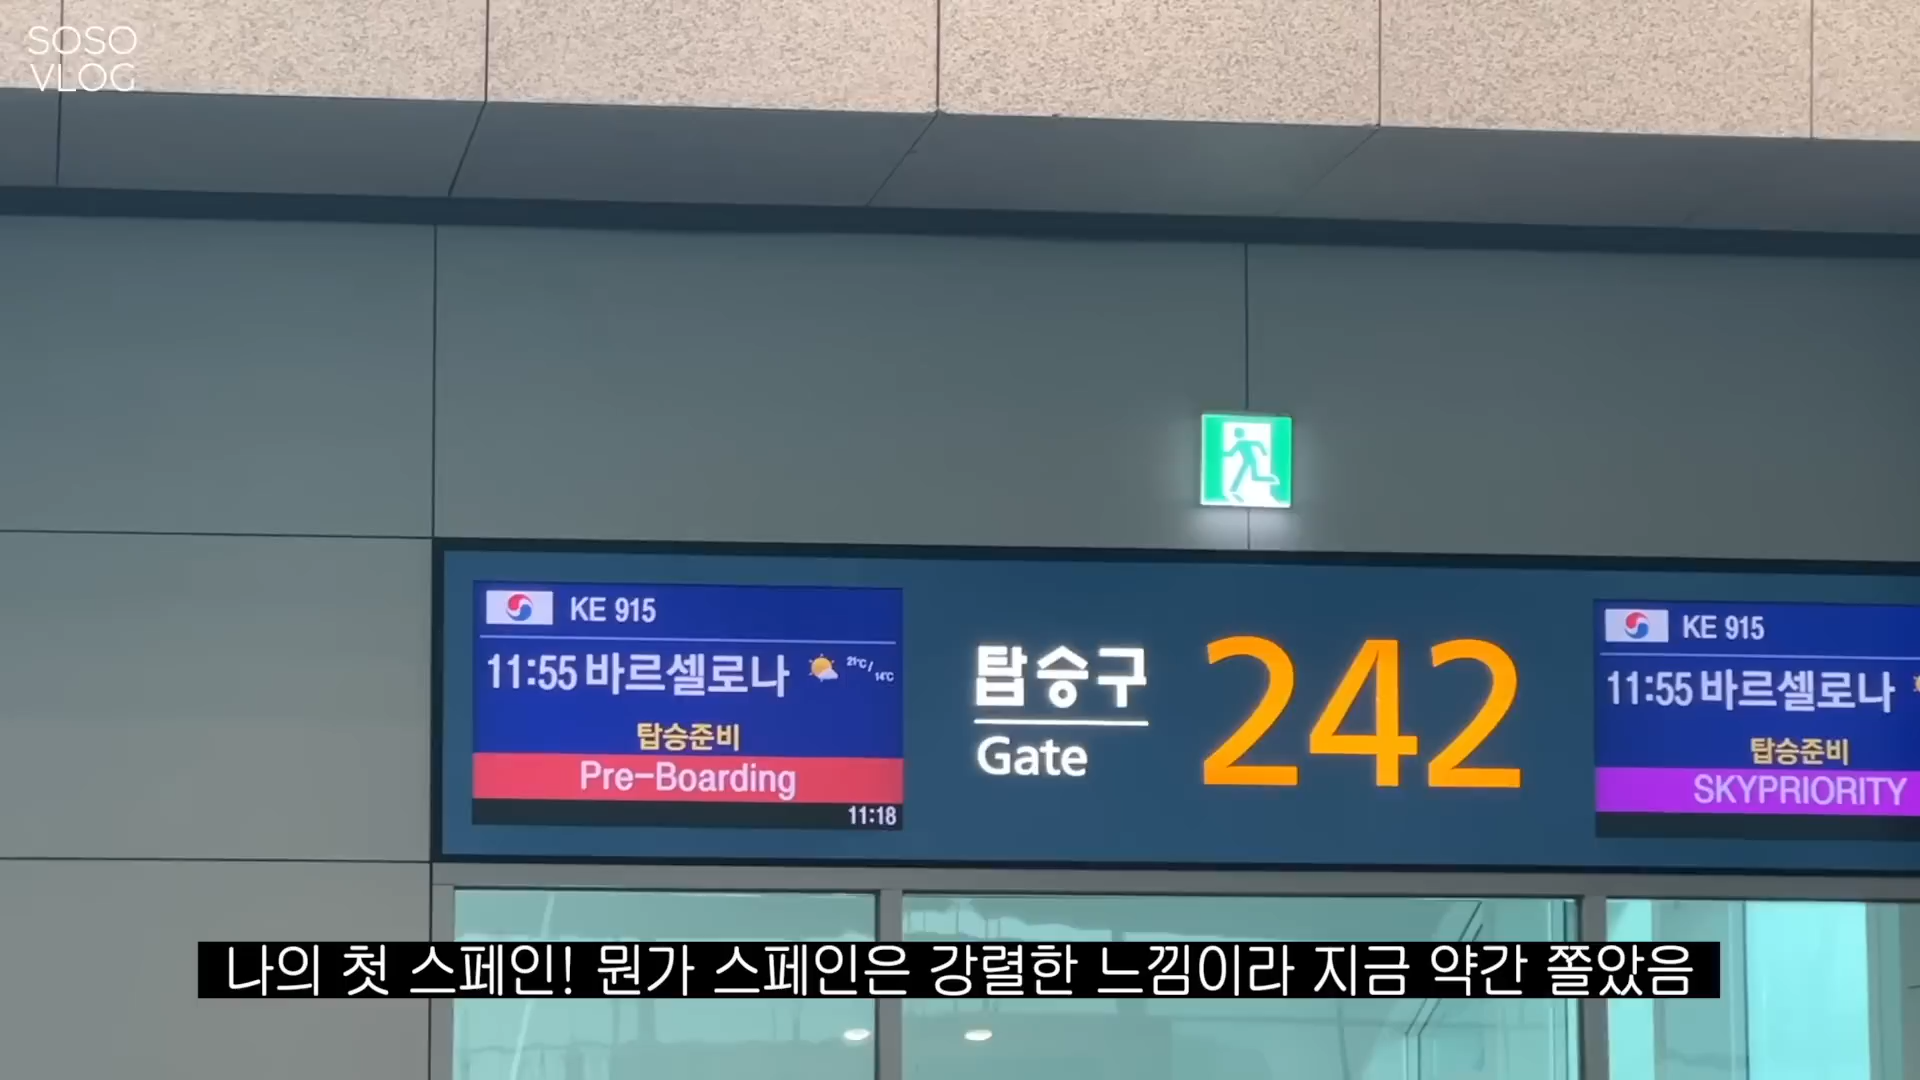 SOSO
VLOG
KE 915
11:55 바르셀로나 21℃/14℃
탑승준비
Pre-Boarding
11:18
탑승구
Gate
242
KE 915
11:55 바르셀로나
탑승준비
SKYPRIORITY
나의 첫 스페인! 뭔가 스페인은 강렬한 느낌이라 지금 약간 쫄았음